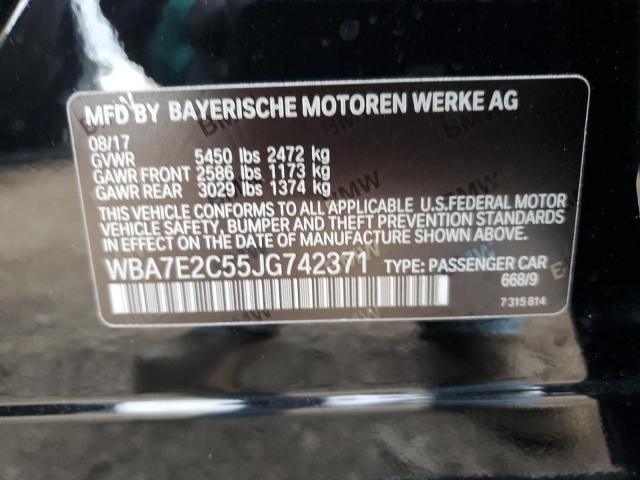 MFD BY BAYERISCHE MOTOREN WERKE AG
08/17
GVWR 5450 lbs 2472 kg
GAWR FRONT 2586 lbs 1173 kg
GAWR REAR 3029 lbs 1374 kg
THIS VEHICLE CONFORMS TO ALL APPLICABLE U.S.FEDERAL MOTOR
VEHICLE SAFETY, BUMPER AND THEFT PREVENTION STANDARDS
IN EFFECT ON THE DATE OF MANUFACTURE SHOWN ABOVE.
WBA7E2C55JG742371 TYPE: PASSENGER CAR
668/9
7 315 814